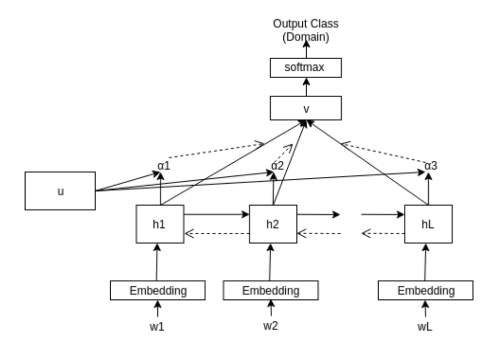 Output Class
(Domain)
softmax
v
α1
α2
α3
u
h1
h2
hL
Embedding
Embedding
Embedding
w1
w2
wL